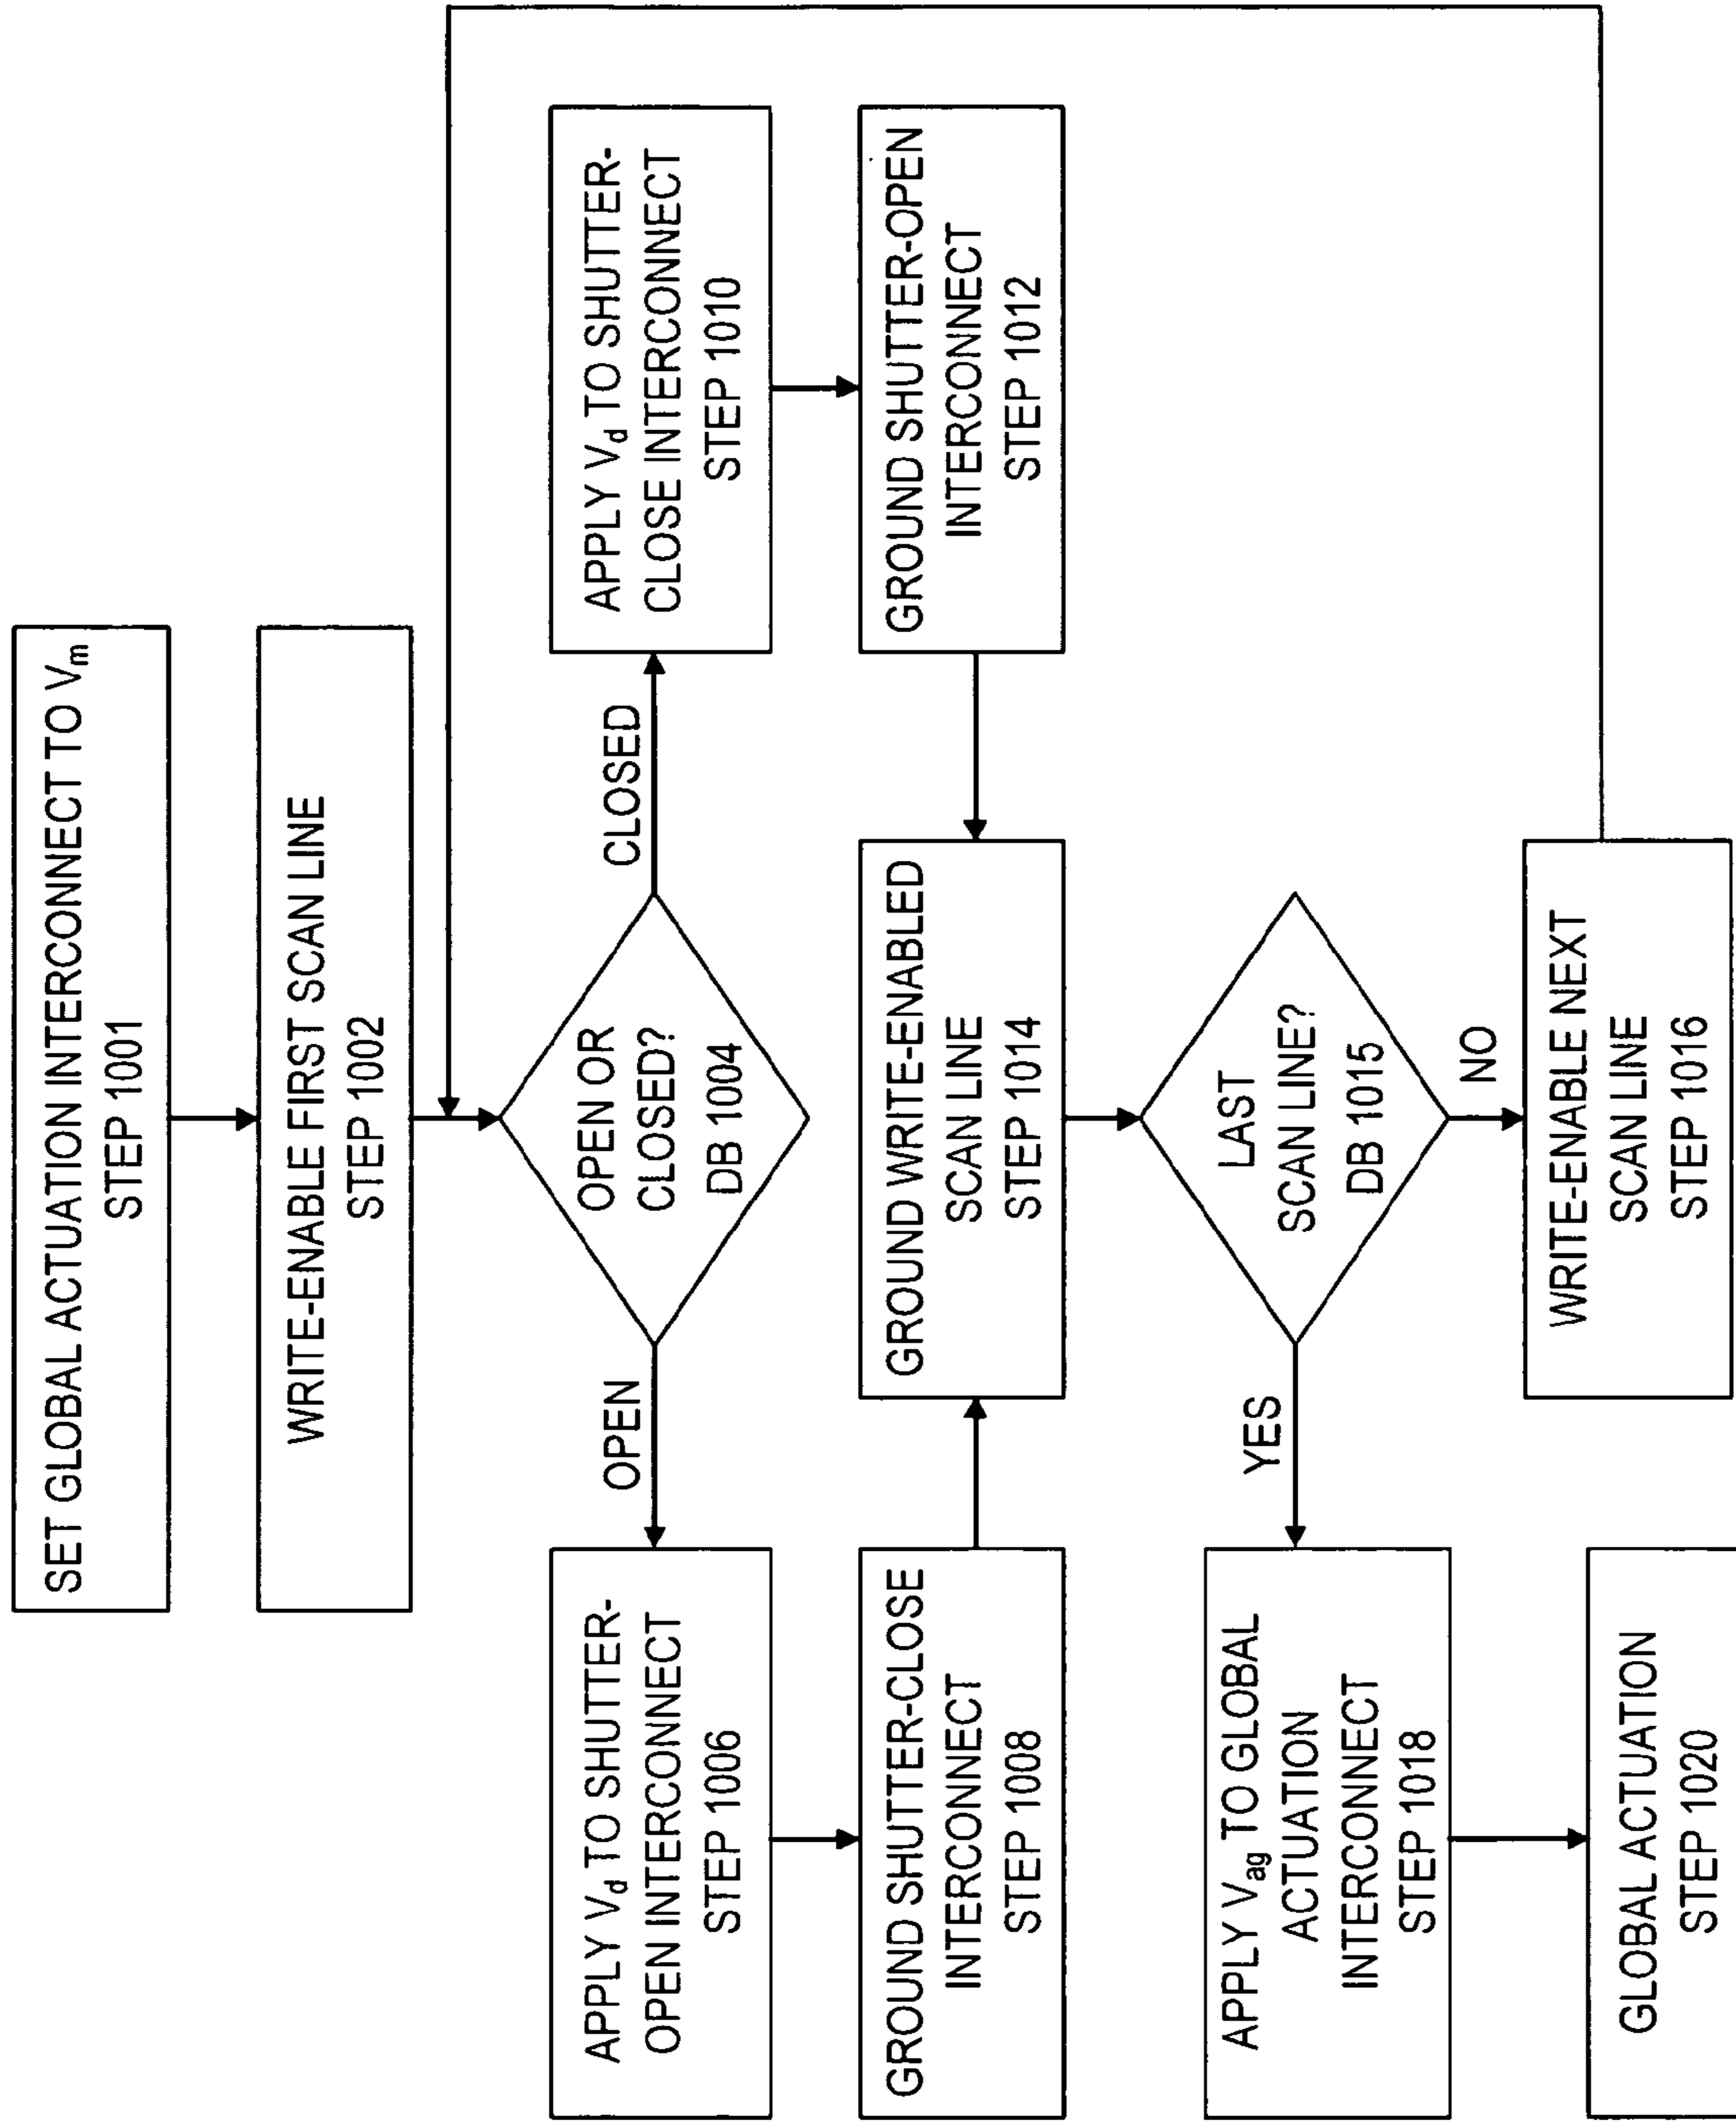 SET GLOBAL ACTUATION INTERCONNECT TO Vm
STEP 1001
WRITE-ENABLE FIRST SCAN LINE
STEP 1002
OPEN OR
CLOSED?
DB 1004
OPEN
CLOSED
APPLY Vd TO SHUTTER-
OPEN INTERCONNECT
STEP 1006
APPLY Vd TO SHUTTER-
CLOSE INTERCONNECT
STEP 1010
GROUND SHUTTER-CLOSE
INTERCONNECT
STEP 1008
GROUND WRITE-ENABLED
SCAN LINE
STEP 1014
GROUND SHUTTER-OPEN
INTERCONNECT
STEP 1012
LAST
SCAN LINE?
DB 1015
YES
NO
APPLY Vag TO GLOBAL
ACTUATION
INTERCONNECT
STEP 1018
WRITE-ENABLE NEXT
SCAN LINE
STEP 1016
GLOBAL ACTUATION
STEP 1020